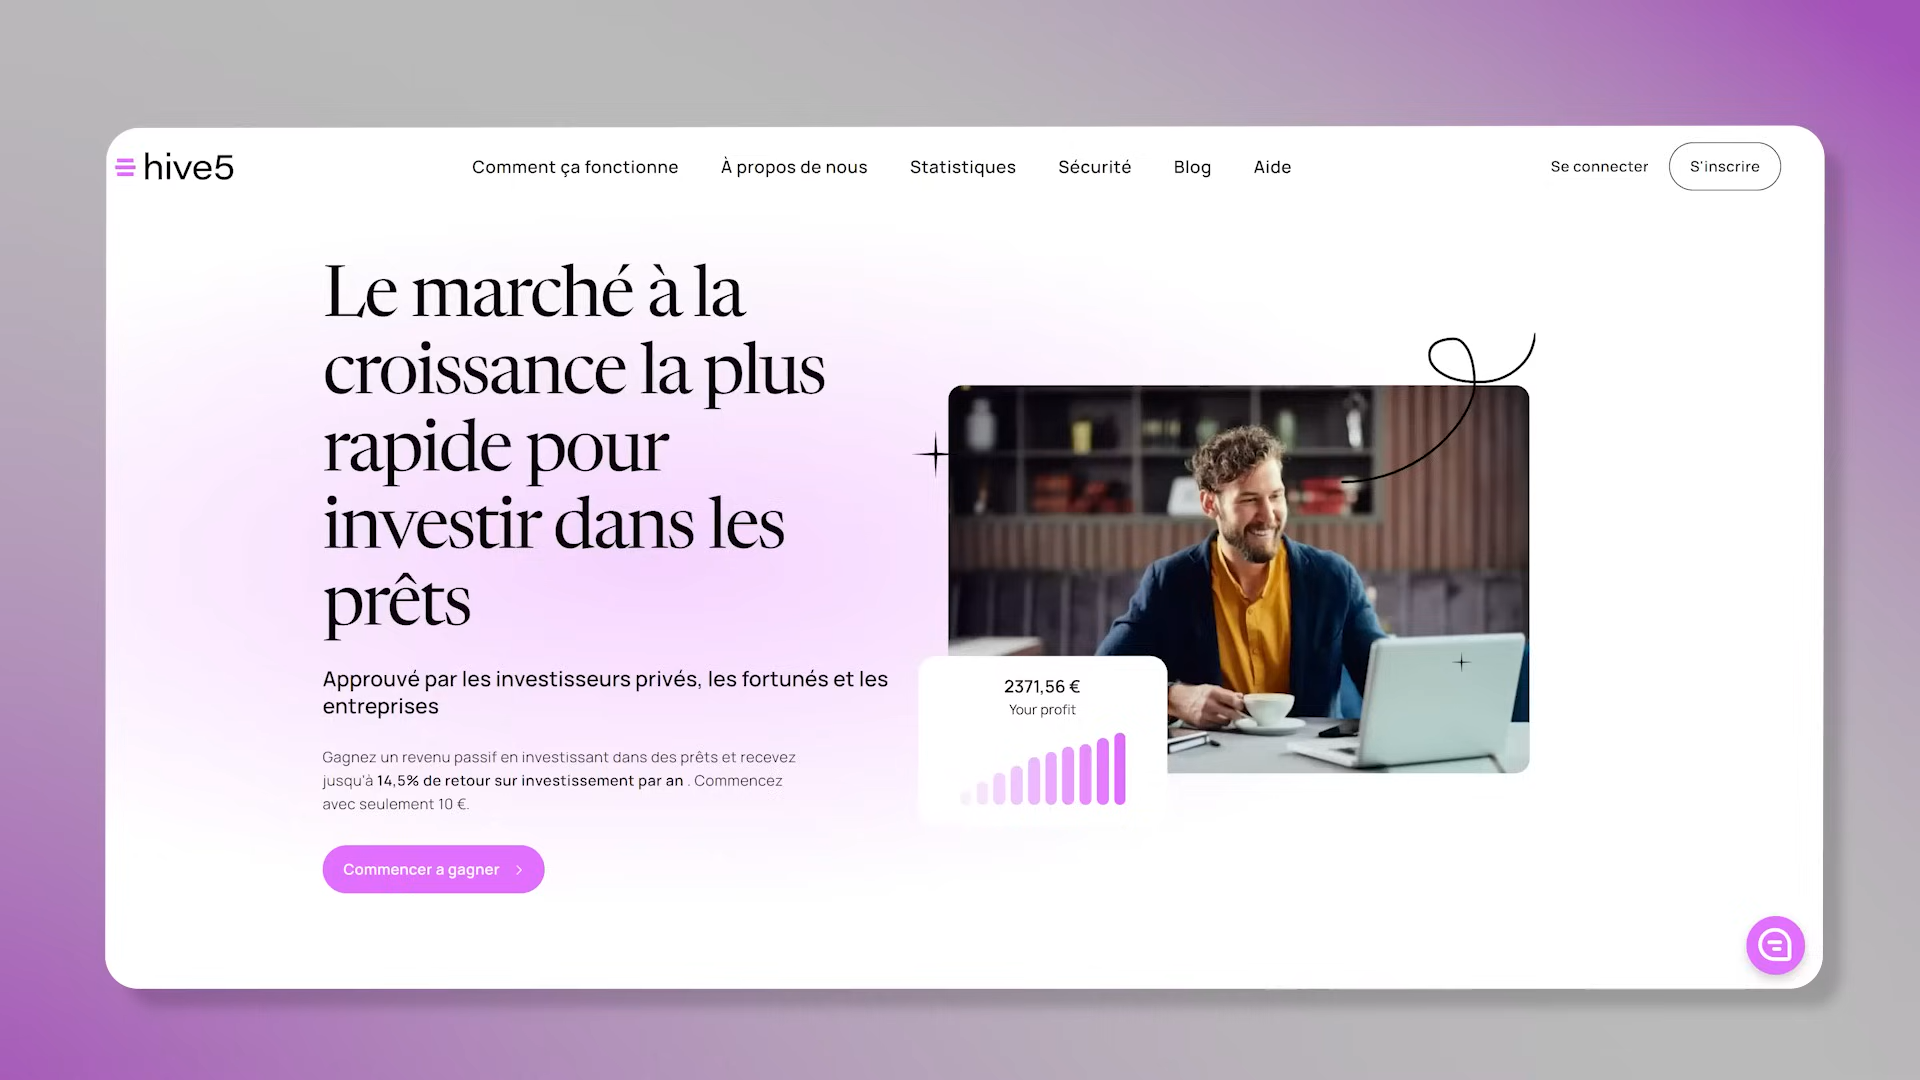 hive5
Comment ça fonctionne
À propos de nous
Statistiques
Sécurité
Blog
Aide
Se connecter
S'inscrire
Le marché à la
croissance la plus
rapide pour
investir dans les
prêts
Approuvé par les investisseurs privés, les fortunés et les
entreprises
Gagnez un revenu passif en investissant dans des prêts et recevez
jusqu'à 14,5% de retour sur investissement par an . Commencez
avec seulement 10 €.
Commencer a gagner
2371,56 €
Your profit